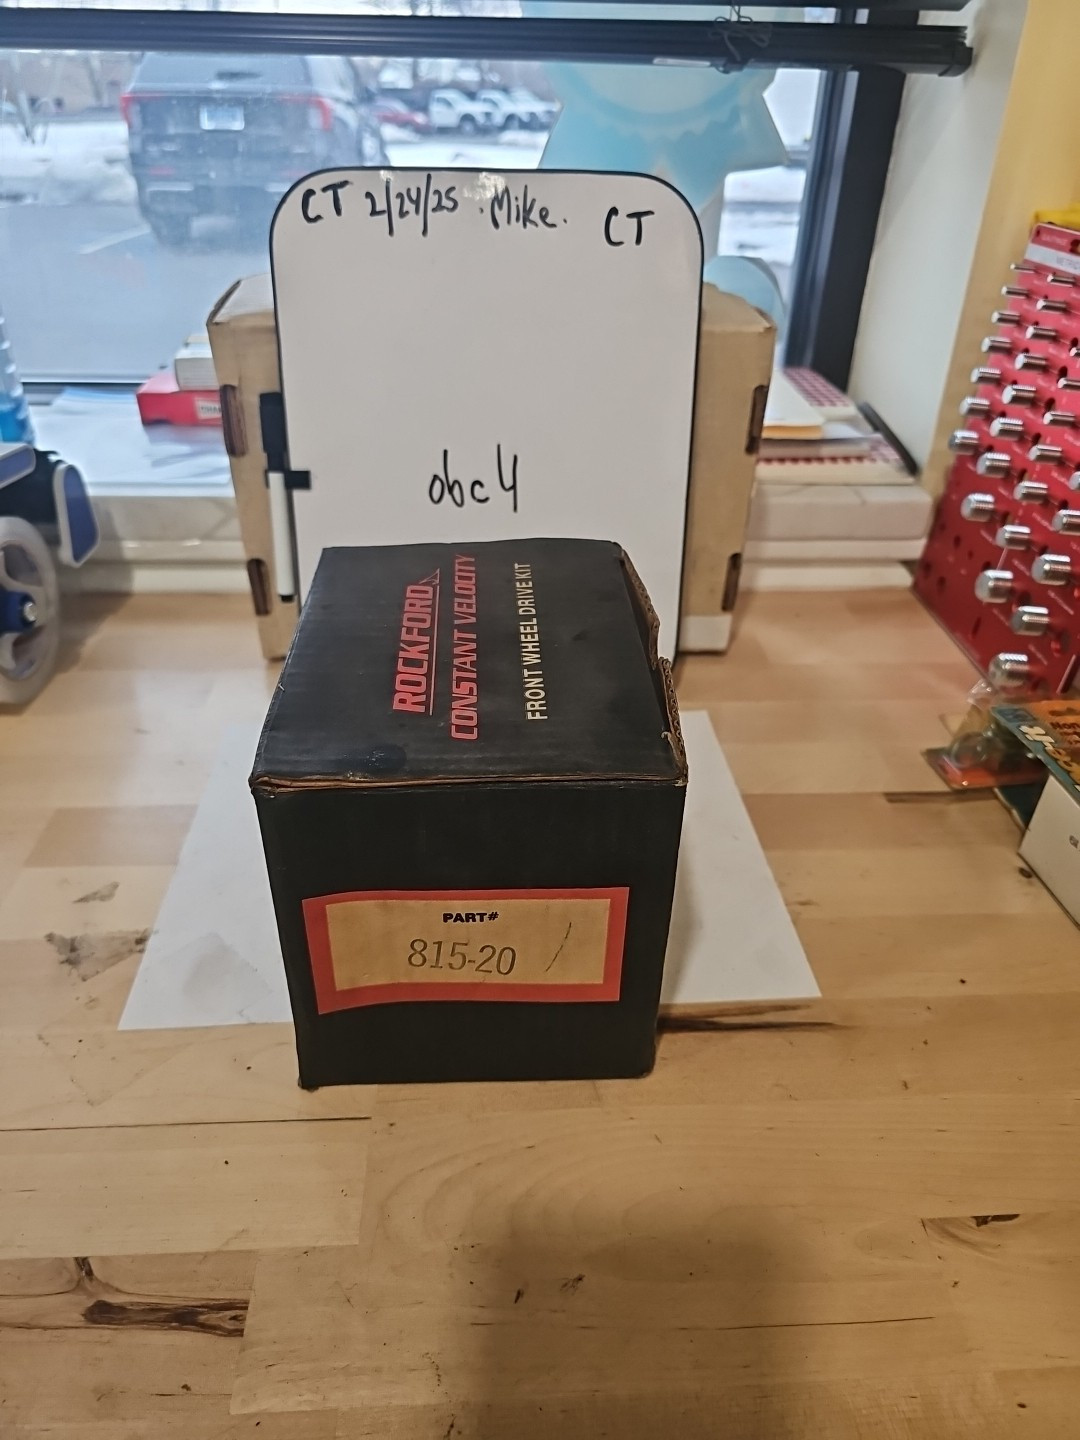 CT 2/24/25 .Mike. CT
obc4
ROCKFORD
CONSTANT VELOCITY
FRONT WHEEL DRIVE KIT
PART#
815-20 /